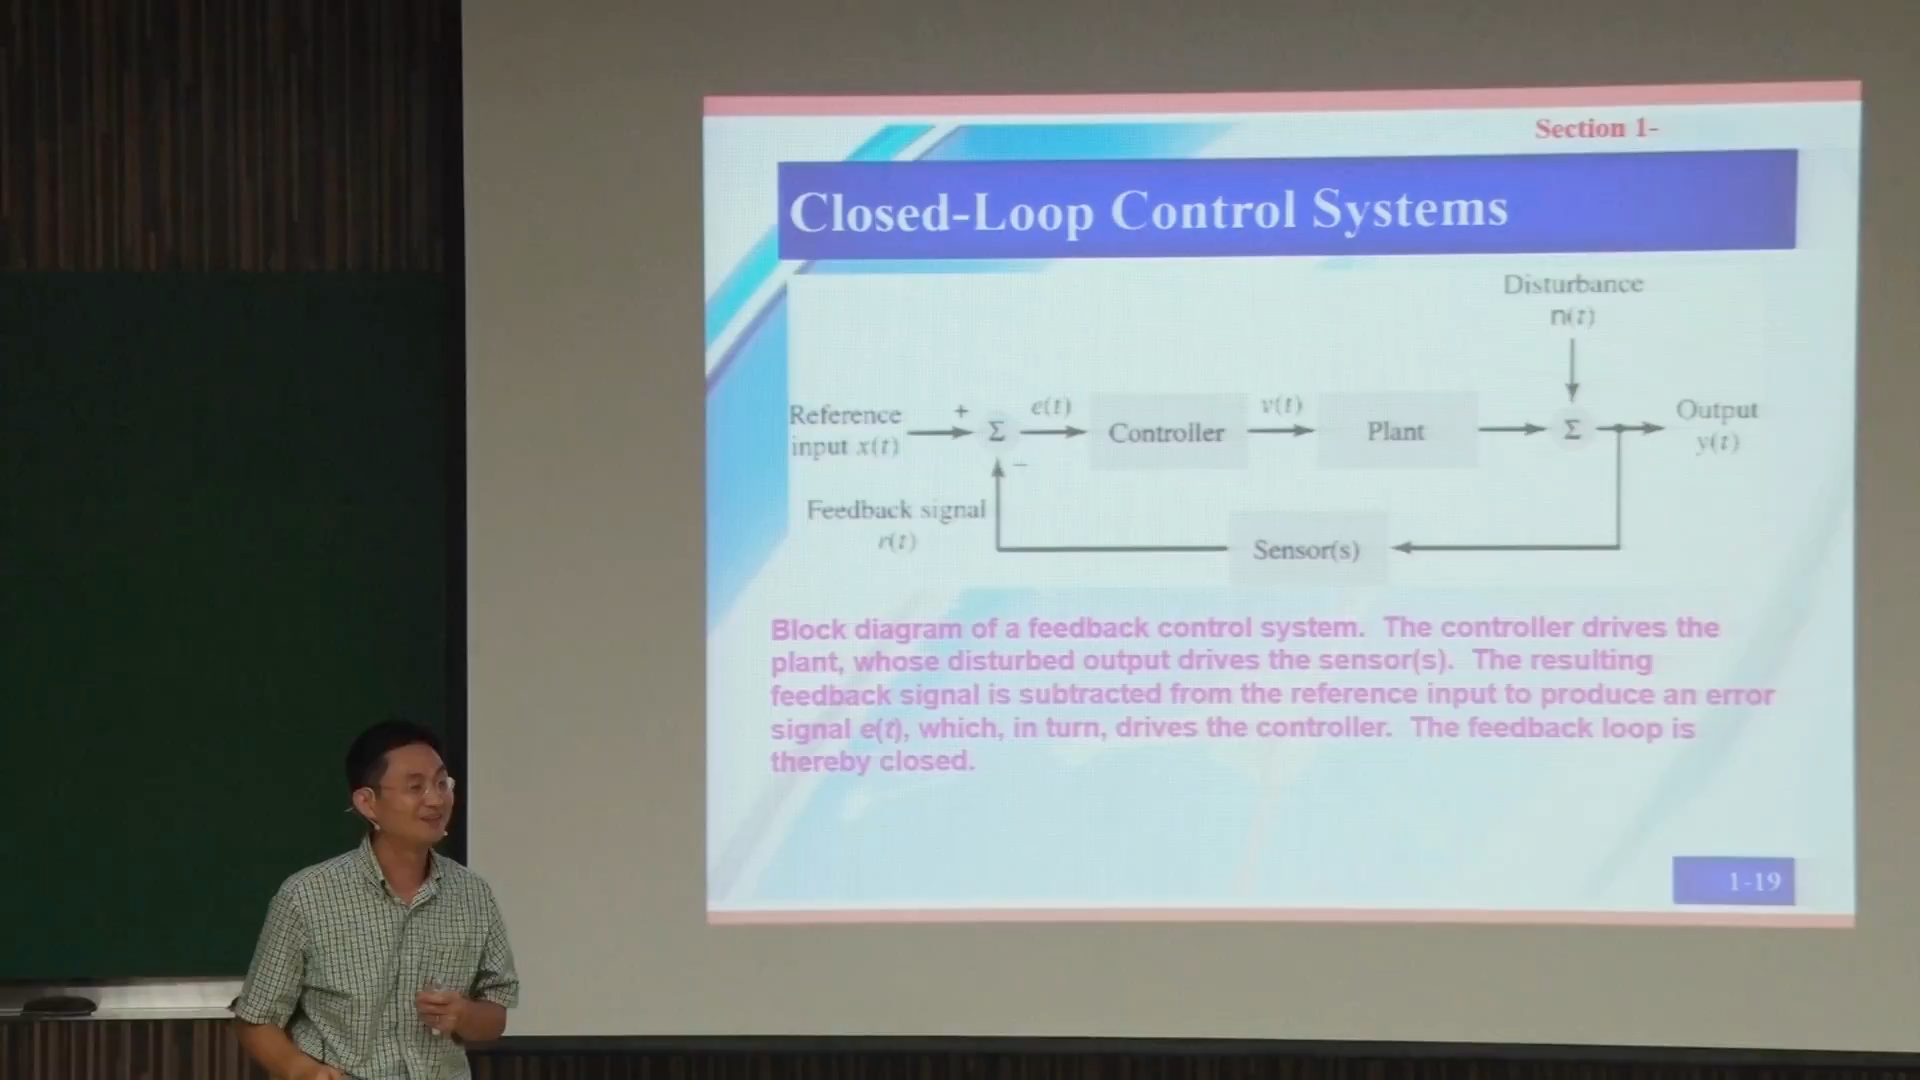 Section 1-
Closed-Loop Control Systems
Disturbance
n(t)
Reference
input x(t)
+
Σ
e(t)
Controller
v(t)
Plant
Σ
Output
y(t)
−
Feedback signal
r(t)
Sensor(s)
Block diagram of a feedback control system. The controller drives the
plant, whose disturbed output drives the sensor(s). The resulting
feedback signal is subtracted from the reference input to produce an error
signal e(t), which, in turn, drives the controller. The feedback loop is
thereby closed.
1-19